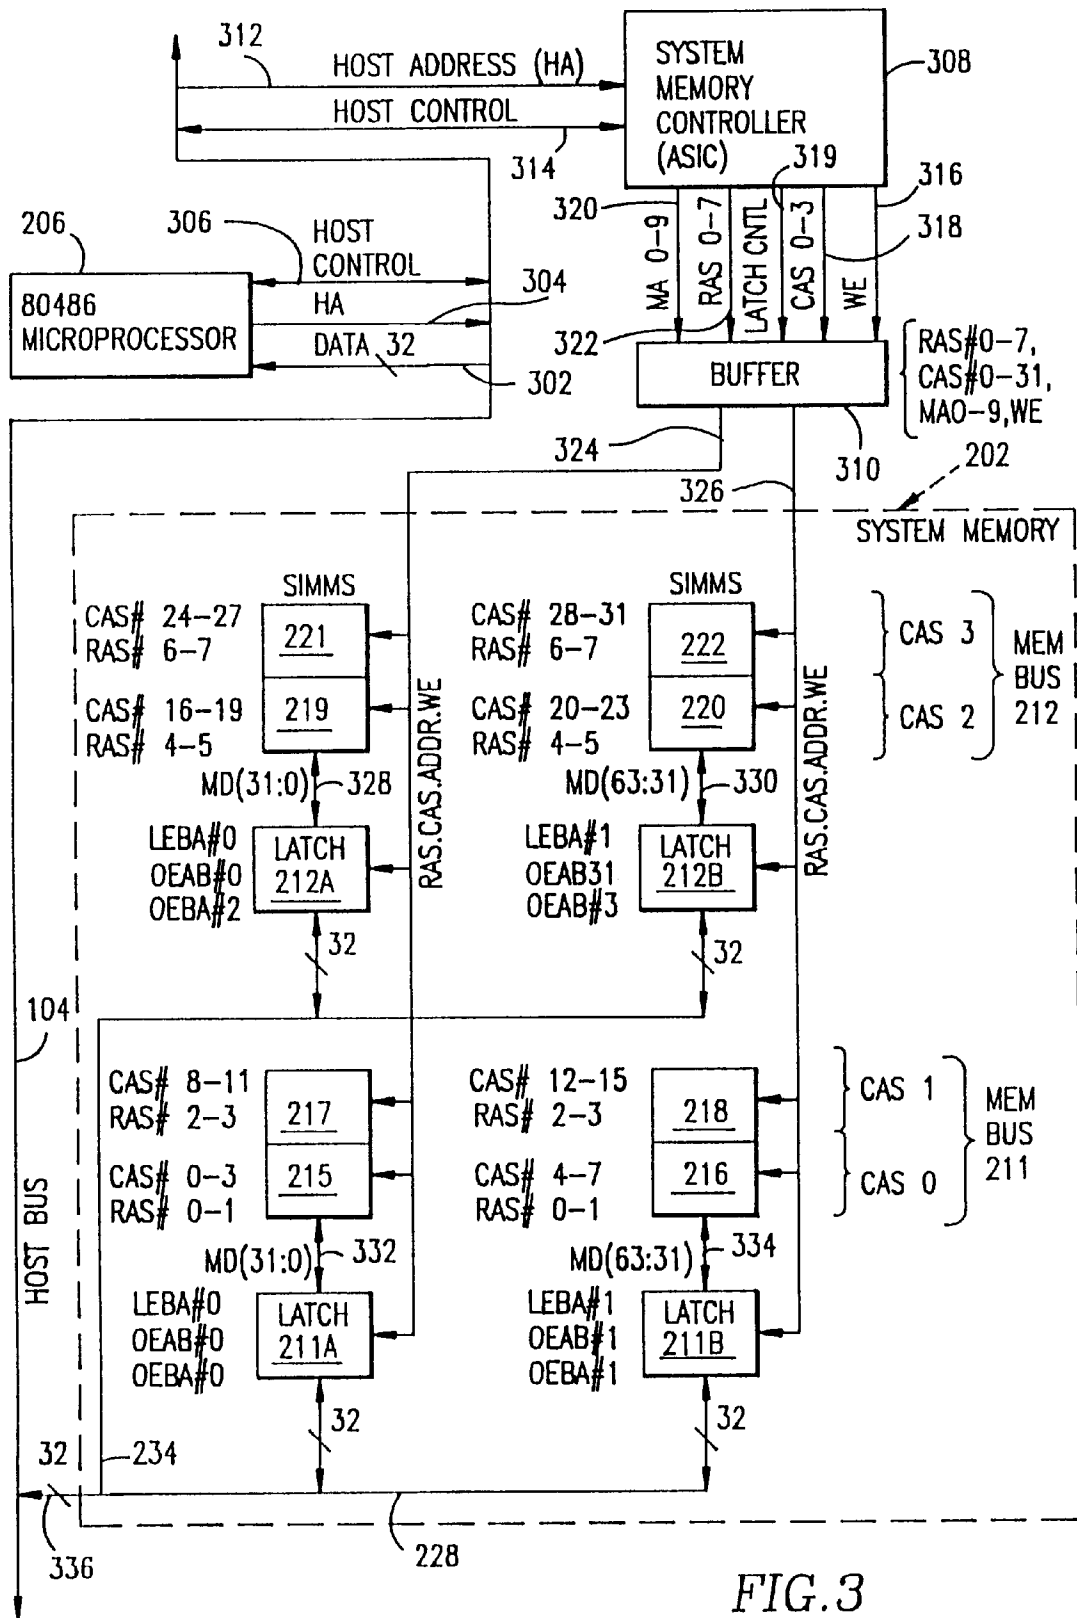 312
HOST ADDRESS (HA)
HOST CONTROL
314
SYSTEM
MEMORY
CONTROLLER
(ASIC)
308
319
316
320
318
MA 0-9
RAS 0-7
LATCH CNTL
CAS 0-3
WE
322
206
306
HOST
CONTROL
304
80486
MICROPROCESSOR
HA
DATA
32
302
BUFFER
RAS#0-7,
CAS#0-31,
MA0-9,WE
324
326
310
202
SYSTEM MEMORY
SIMMS
SIMMS
CAS# 24-27
RAS# 6-7
221
CAS# 28-31
RAS# 6-7
222
CAS 3
CAS# 16-19
RAS# 4-5
219
CAS# 20-23
RAS# 4-5
220
CAS 2
MEM
BUS
212
RAS.CAS.ADDR.WE
RAS.CAS.ADDR.WE
MD(31:0)
328
MD(63:31)
330
LEBA#0
OEAB#0
OEBA#2
LATCH
212A
LEBA#1
OEAB31
OEAB#3
LATCH
212B
32
32
104
CAS# 8-11
RAS# 2-3
217
CAS# 12-15
RAS# 2-3
218
CAS 1
CAS# 0-3
RAS# 0-1
215
CAS# 4-7
RAS# 0-1
216
CAS 0
MEM
BUS
211
HOST BUS
MD(31:0)
332
MD(63:31)
334
LEBA#0
OEAB#0
OEBA#0
LATCH
211A
LEBA#1
OEAB#1
OEBA#1
LATCH
211B
32
32
32
234
336
228
FIG.3